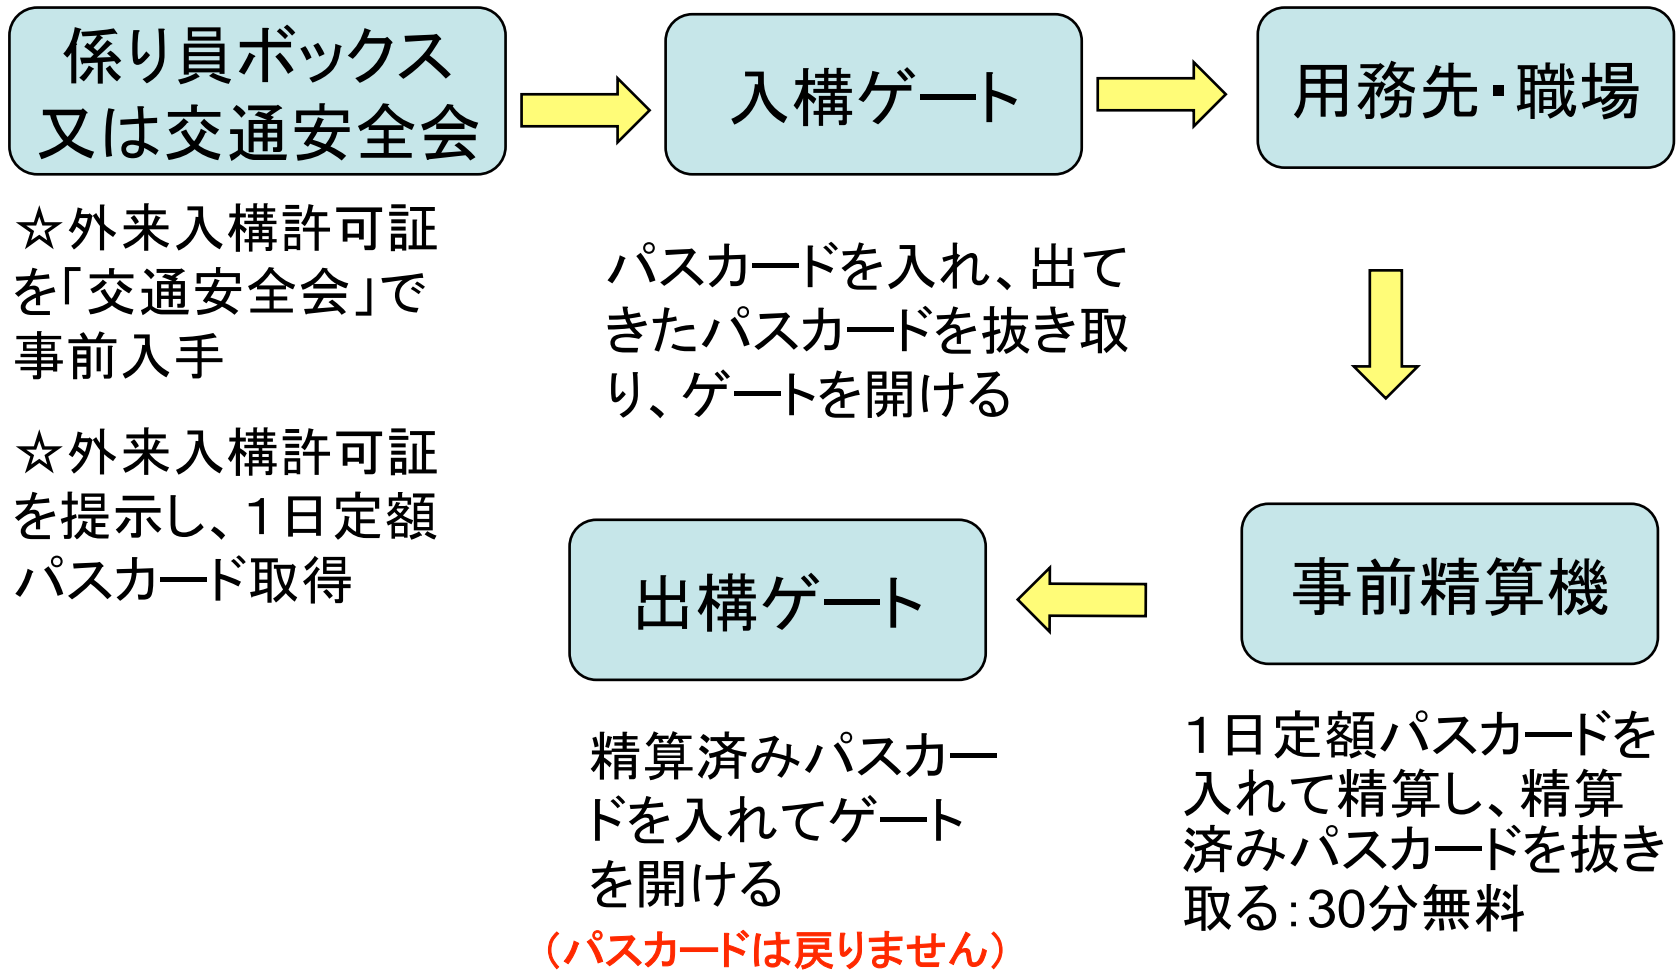 係り員ボックス
又は交通安全会
入構ゲート
用務先・職場
☆外来入構許可証
を「交通安全会」で
事前入手
☆外来入構許可証
を提示し、１日定額
パスカード取得
パスカードを入れ、出て
きたパスカードを抜き取
り、ゲートを開ける
事前精算機
１日定額パスカードを
入れて精算し、精算
済みパスカードを抜き
取る：30分無料
出構ゲート
精算済みパスカー
ドを入れてゲート
を開ける
（パスカードは戻りません）